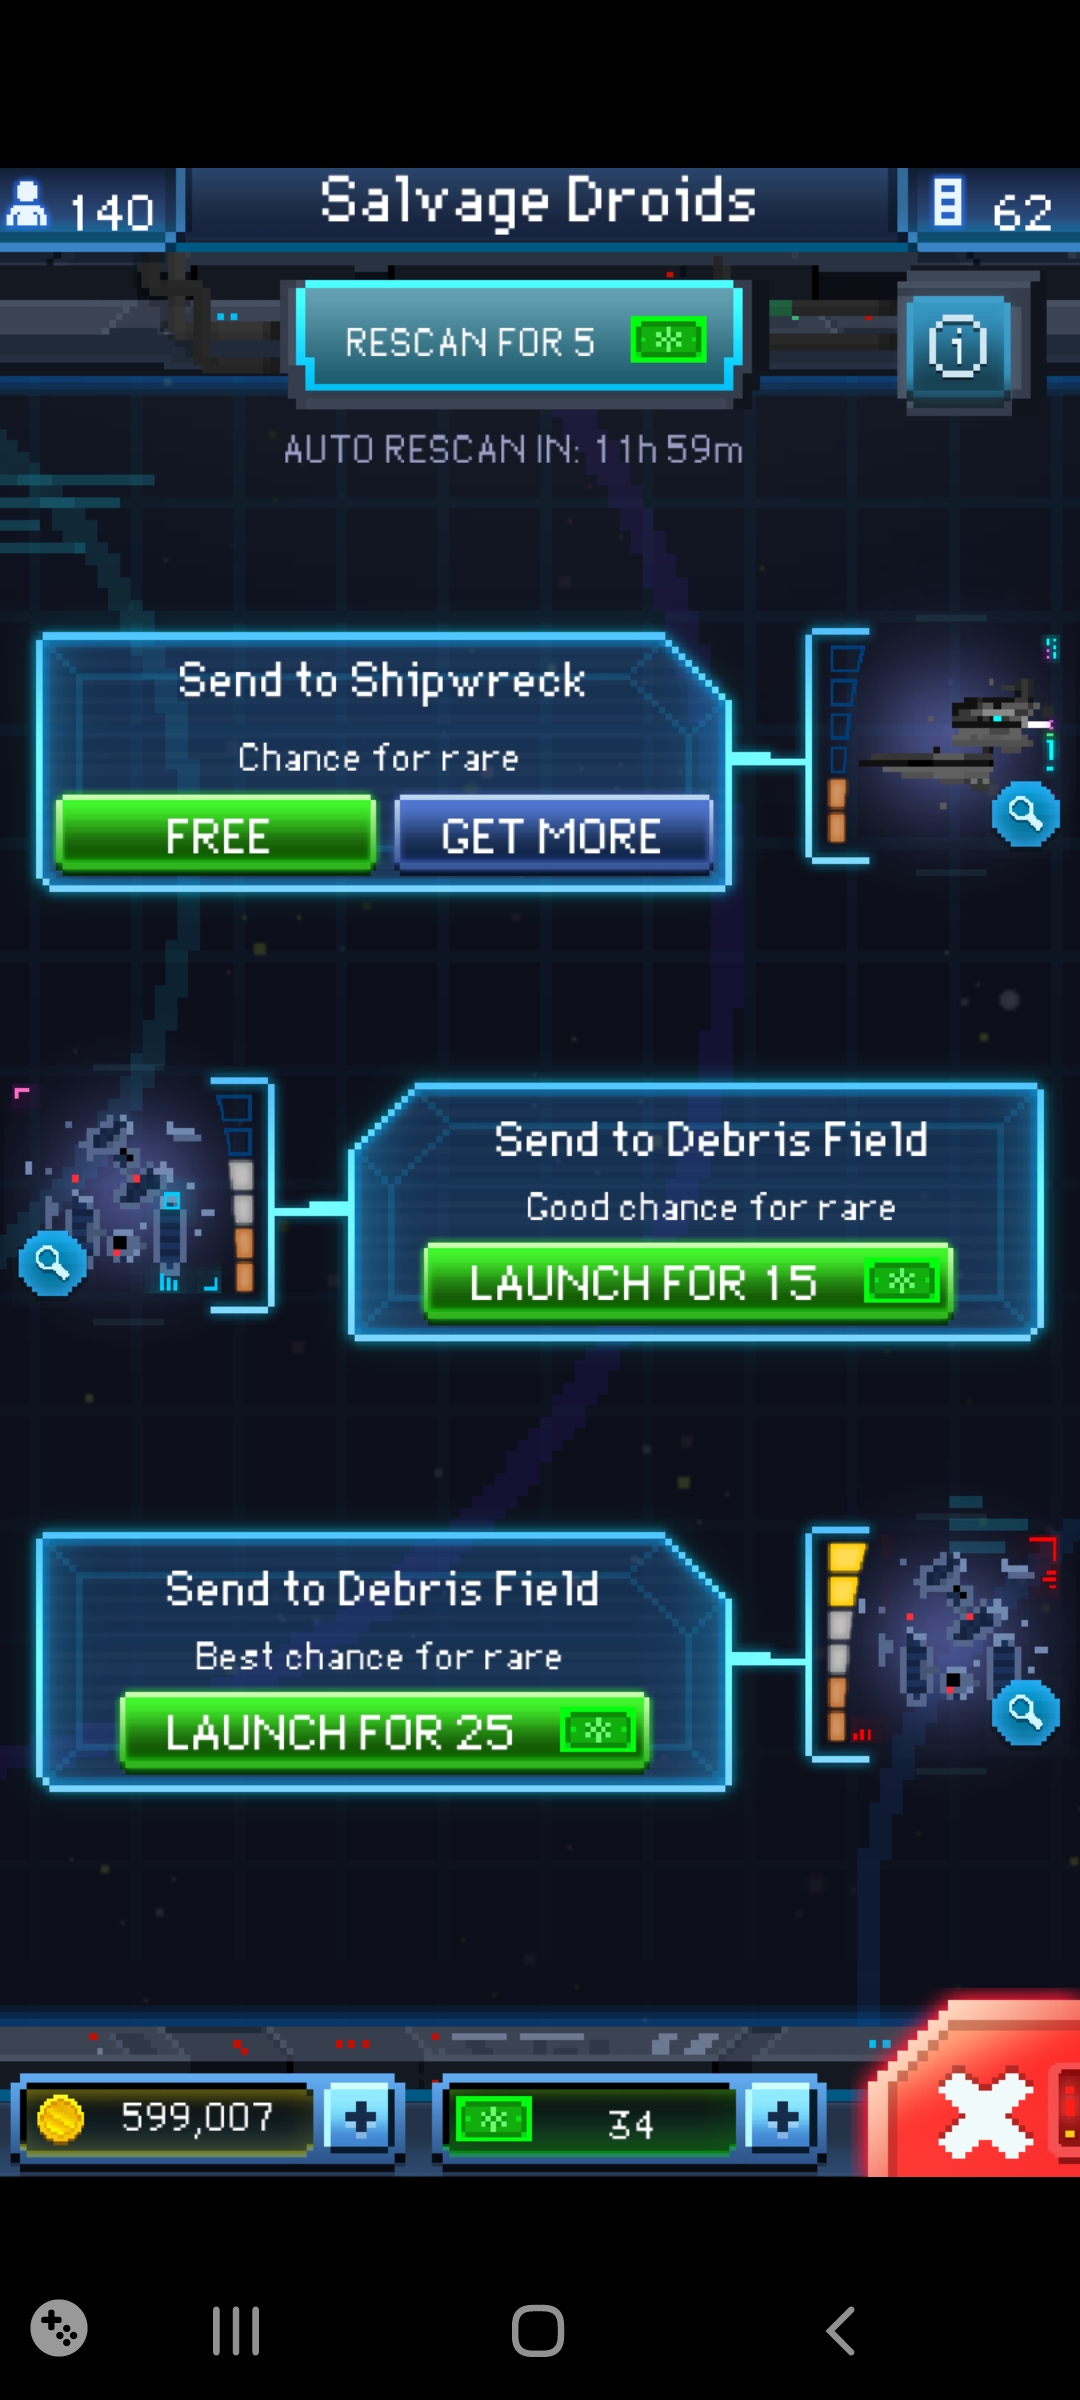 140
Salvage Droids
62
RESCAN FOR 5
AUTO RESCAN IN: 11h 59m
Send to Shipwreck
Chance for rare
FREE
GET MORE
Send to Debris Field
Good chance for rare
LAUNCH FOR 15
Send to Debris Field
Best chance for rare
LAUNCH FOR 25
599,007
34